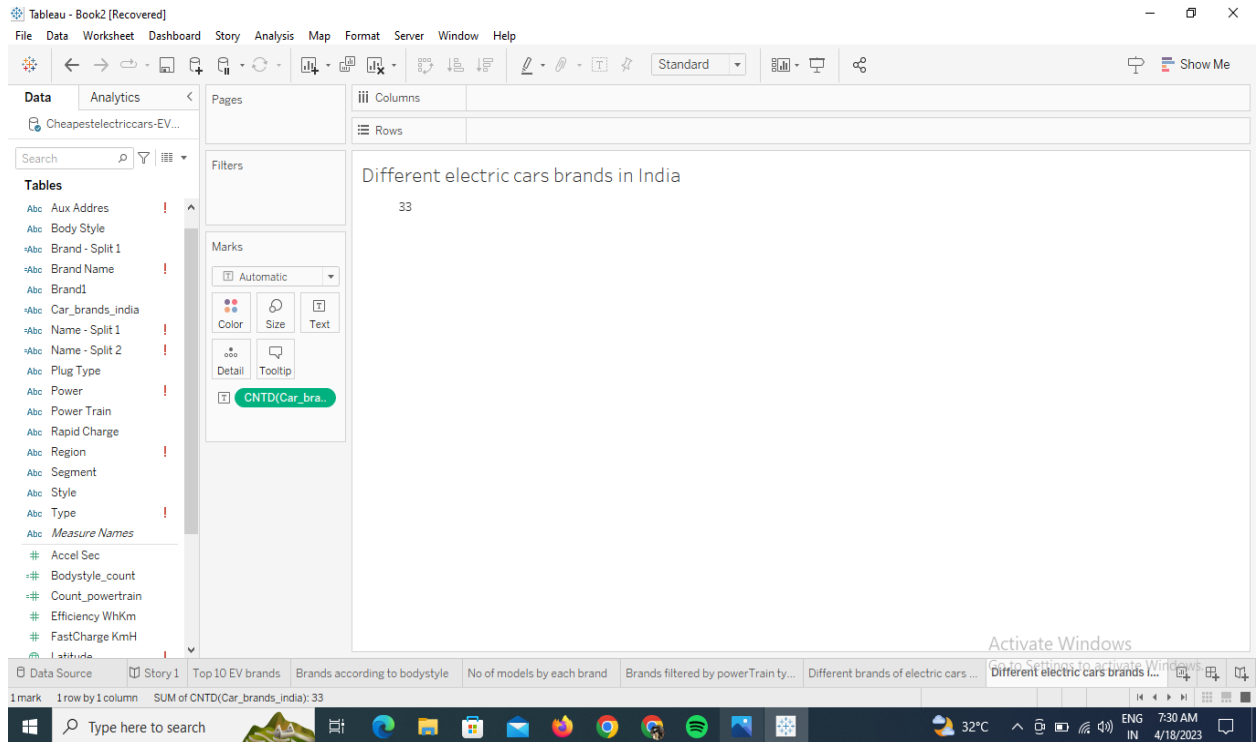 Tableau - Book2 [Recovered]
File Data Worksheet Dashboard Story Analysis Map Format Server Window Help
Standard
Show Me
Data Analytics
Cheapestelectriccars-EV...
Search
Tables
Abc Aux Addres !
Abc Body Style
=Abc Brand - Split 1
=Abc Brand Name !
Abc Brand1
=Abc Car_brands_india
=Abc Name - Split 1 !
=Abc Name - Split 2 !
Abc Plug Type
Abc Power !
Abc Power Train
Abc Rapid Charge
Abc Region !
Abc Segment
Abc Style
Abc Type !
Abc Measure Names
# Accel Sec
=# Bodystyle_count
=# Count_powertrain
# Efficiency WhKm
# FastCharge KmH
Latitude !
Pages
Filters
Marks
Automatic
Color Size Text
Detail Tooltip
CNTD(Car_bra..
Columns
Rows
Different electric cars brands in India
33
Activate Windows
Go to Settings to activate Windows.
Data Source Story 1 Top 10 EV brands Brands according to bodystyle No of models by each brand Brands filtered by powerTrain ty... Different brands of electric cars ... Different electric cars brands I...
1 mark 1 row by 1 column SUM of CNTD(Car_brands_india): 33
Type here to search
32°C
ENG
IN
7:30 AM
4/18/2023